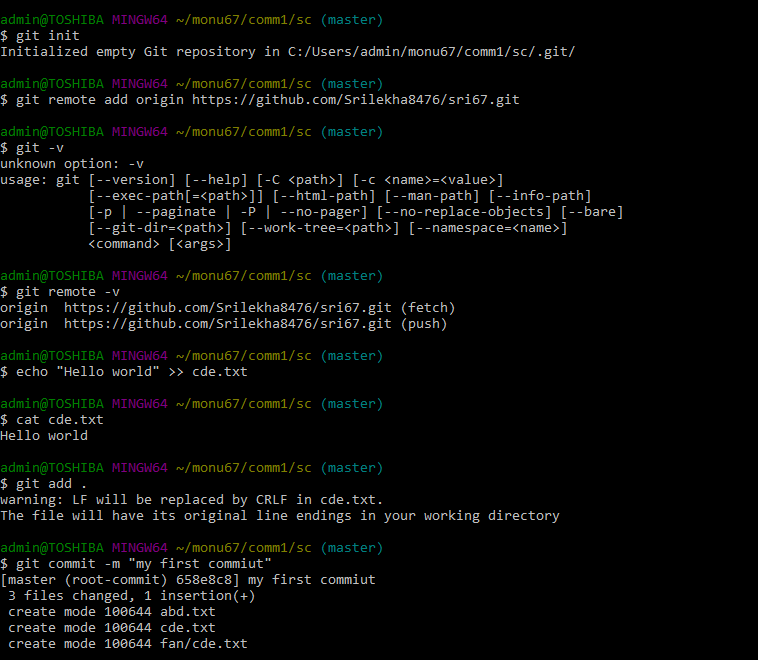 admin@TOSHIBA MINGW64 ~/monu67/comm1/sc (master)
$ git init
Initialized empty Git repository in C:/Users/admin/monu67/comm1/sc/.git/
admin@TOSHIBA MINGW64 ~/monu67/comm1/sc (master)
$ git remote add origin https://github.com/Srilekha8476/sri67.git
admin@TOSHIBA MINGW64 ~/monu67/comm1/sc (master)
$ git -v
unknown option: -v
usage: git [--version] [--help] [-C <path>] [-c <name>=<value>]
[--exec-path[=<path>]] [--html-path] [--man-path] [--info-path]
[-p | --paginate | -P | --no-pager] [--no-replace-objects] [--bare]
[--git-dir=<path>] [--work-tree=<path>] [--namespace=<name>]
<command> [<args>]
admin@TOSHIBA MINGW64 ~/monu67/comm1/sc (master)
$ git remote -v
origin  https://github.com/Srilekha8476/sri67.git (fetch)
origin  https://github.com/Srilekha8476/sri67.git (push)
admin@TOSHIBA MINGW64 ~/monu67/comm1/sc (master)
$ echo "Hello world" >> cde.txt
admin@TOSHIBA MINGW64 ~/monu67/comm1/sc (master)
$ cat cde.txt
Hello world
admin@TOSHIBA MINGW64 ~/monu67/comm1/sc (master)
$ git add .
warning: LF will be replaced by CRLF in cde.txt.
The file will have its original line endings in your working directory
admin@TOSHIBA MINGW64 ~/monu67/comm1/sc (master)
$ git commit -m "my first commiut"
[master (root-commit) 658e8c8] my first commiut
3 files changed, 1 insertion(+)
create mode 100644 abd.txt
create mode 100644 cde.txt
create mode 100644 fan/cde.txt